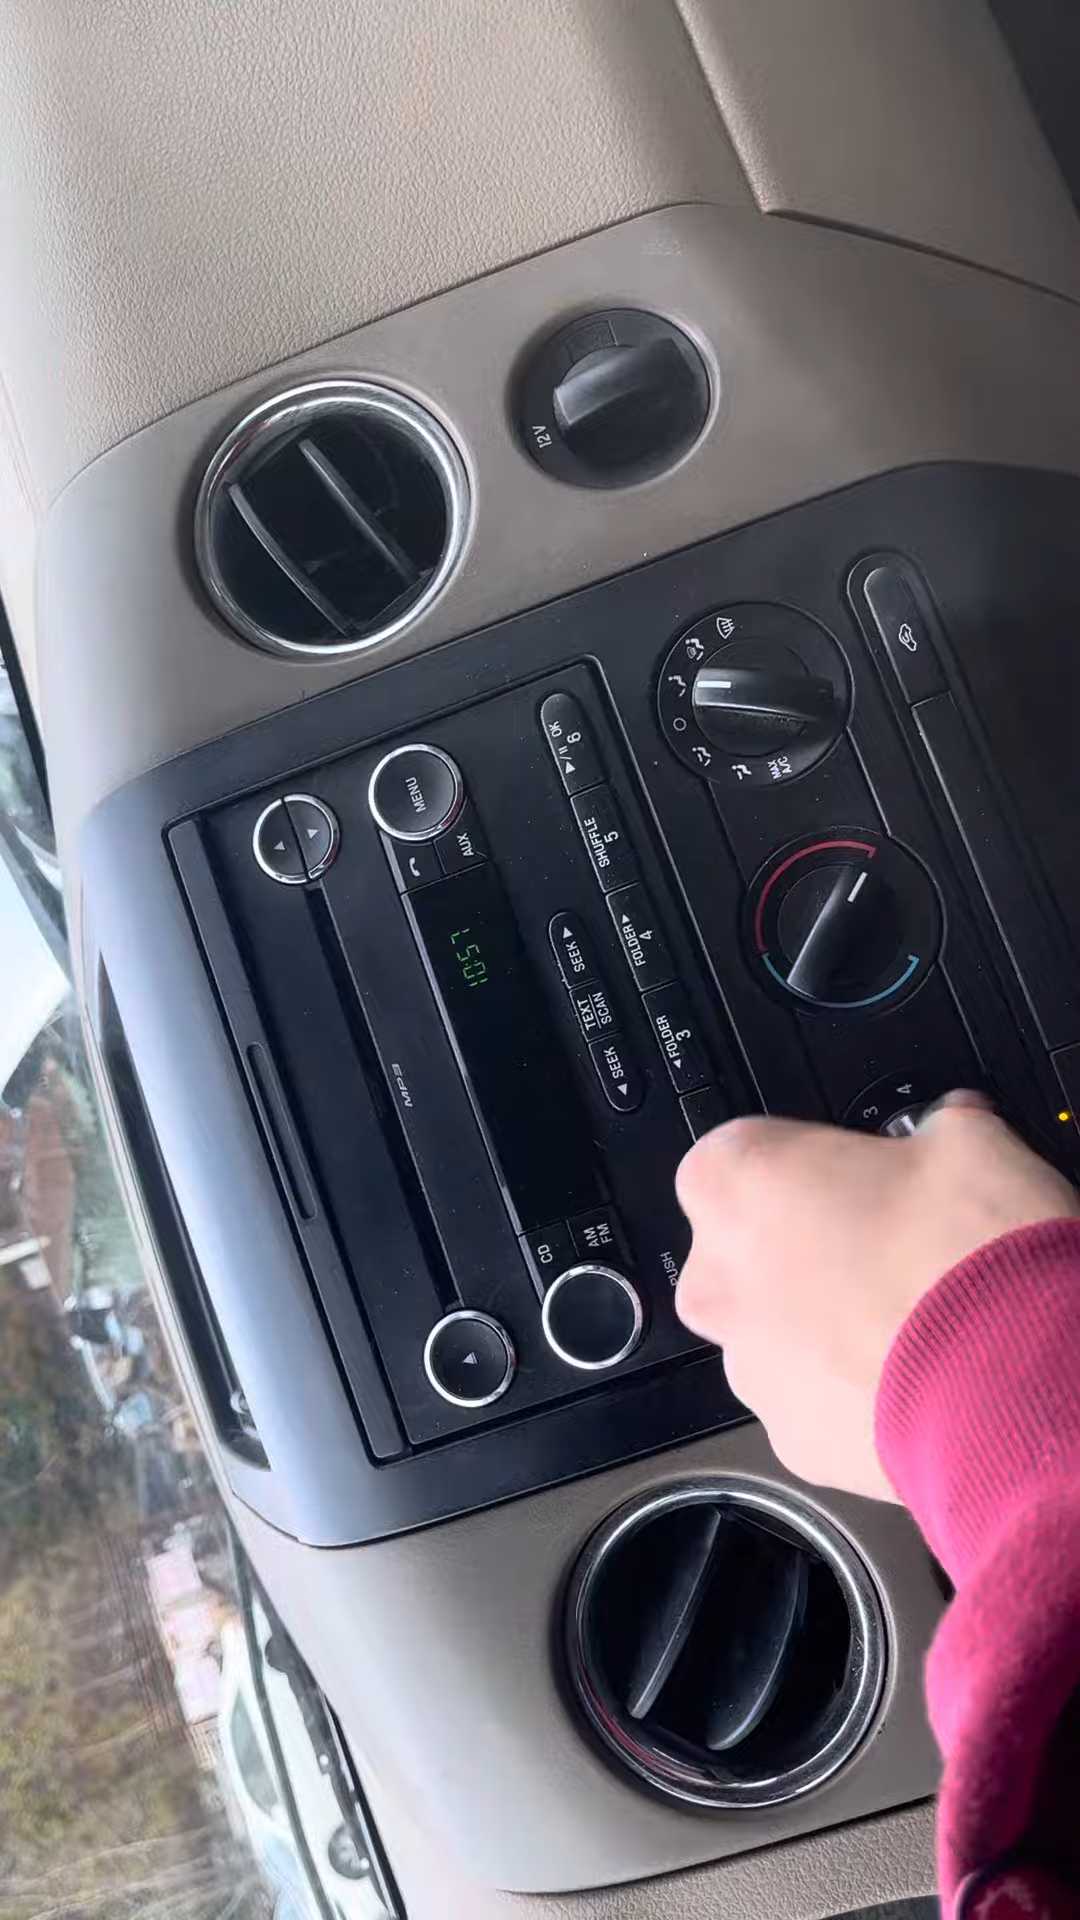 12V
MP3
MENU
AUX
10:57
CD
AM
FM
SEEK
TEXT
SCAN
SEEK
FOLDER
3
FOLDER
4
SHUFFLE
5
OK
6
PUSH
3
4
MAX
A/C